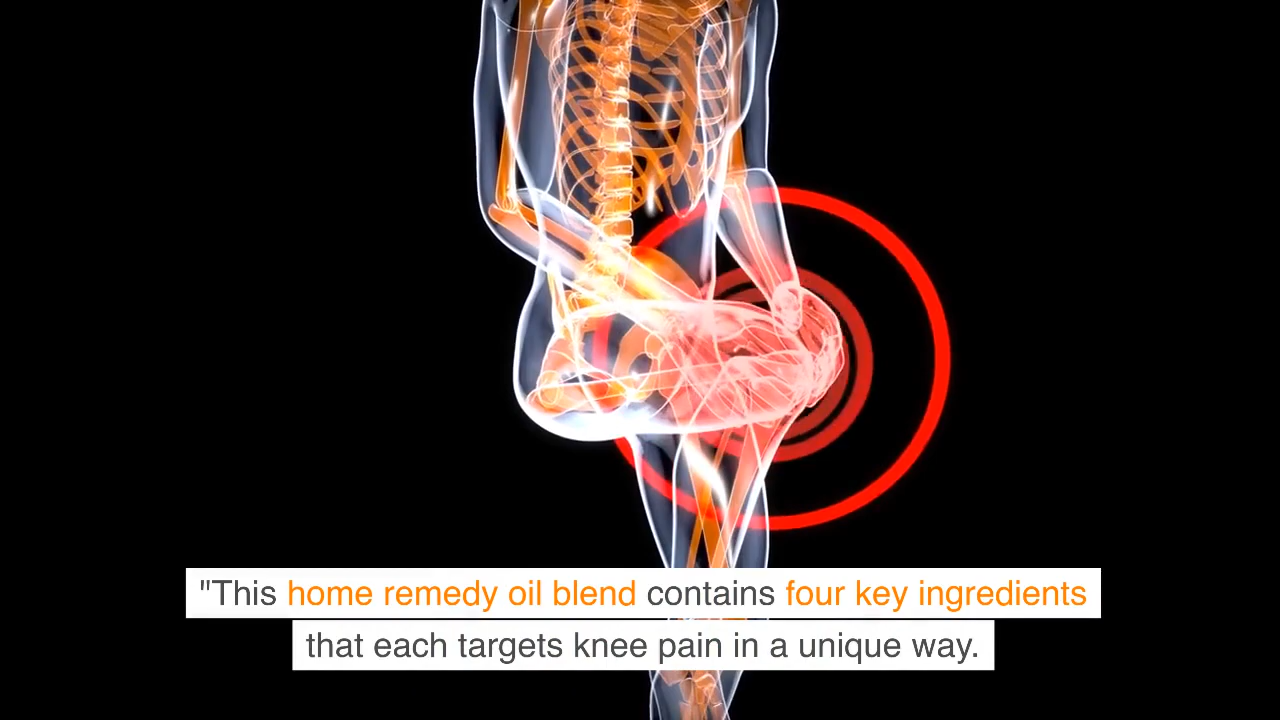 "This home remedy oil blend contains four key ingredients
that each targets knee pain in a unique way.